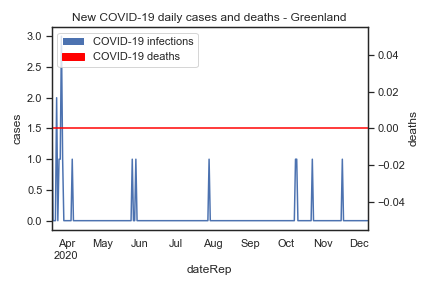 New COVID-19 daily cases and deaths - Greenland
COVID-19 infections
COVID-19 deaths
3.0
2.5
2.0
1.5
1.0
0.5
0.0
cases
0.04
0.02
0.00
−0.02
−0.04
deaths
Apr May Jun Jul Aug Sep Oct Nov Dec
2020
dateRep